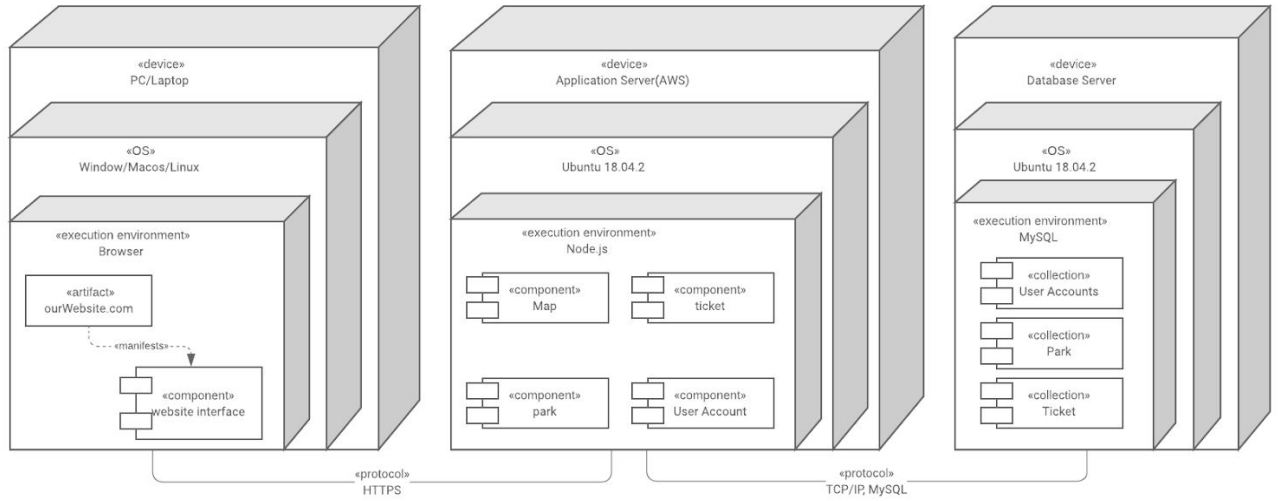 «device»
PC/Laptop
«OS»
Window/Macos/Linux
«execution environment»
Browser
«artifact»
ourWebsite.com
«manifests»
«component»
website interface
«device»
Application Server(AWS)
«OS»
Ubuntu 18.04.2
«execution environment»
Node.js
«component»
Map
«component»
ticket
«component»
park
«component»
User Account
«device»
Database Server
«OS»
Ubuntu 18.04.2
«execution environment»
MySQL
«collection»
User Accounts
«collection»
Park
«collection»
Ticket
«protocol»
HTTPS
«protocol»
TCP/IP, MySQL